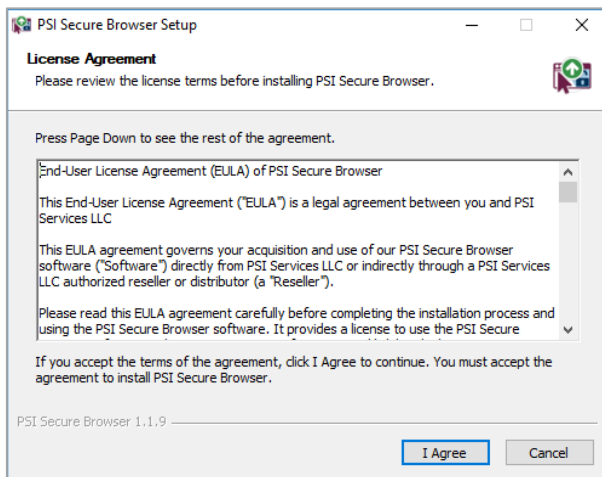 PSI Secure Browser Setup
License Agreement
Please review the license terms before installing PSI Secure Browser.
Press Page Down to see the rest of the agreement.
End-User License Agreement (EULA) of PSI Secure Browser
This End-User License Agreement ("EULA") is a legal agreement between you and PSI
Services LLC
This EULA agreement governs your acquisition and use of our PSI Secure Browser
software ("Software") directly from PSI Services LLC or indirectly through a PSI Services
LLC authorized reseller or distributor (a "Reseller").
Please read this EULA agreement carefully before completing the installation process and
using the PSI Secure Browser software. It provides a license to use the PSI Secure
If you accept the terms of the agreement, click I Agree to continue. You must accept the
agreement to install PSI Secure Browser.
PSI Secure Browser 1.1.9
I Agree
Cancel